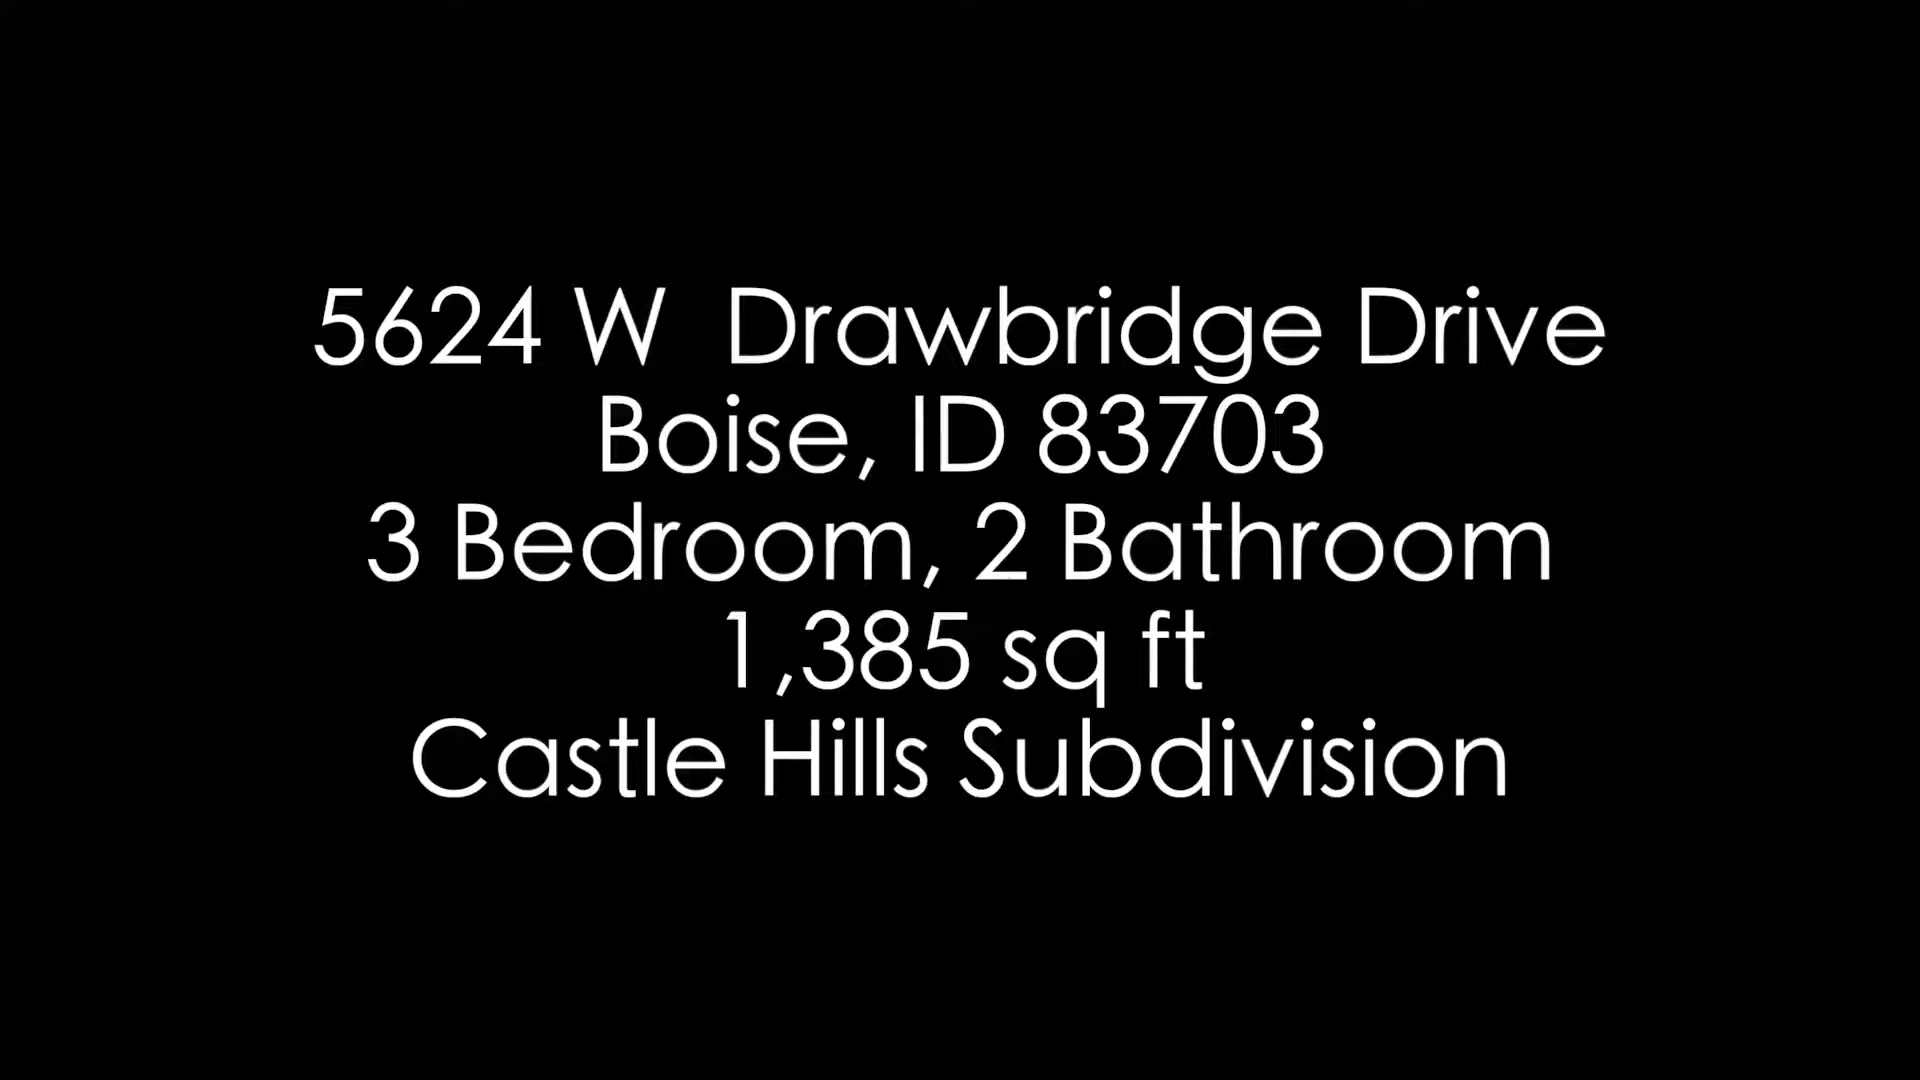 5624 W  Drawbridge Drive
Boise, ID 83703
3 Bedroom, 2 Bathroom
1,385 sq ft
Castle Hills Subdivision